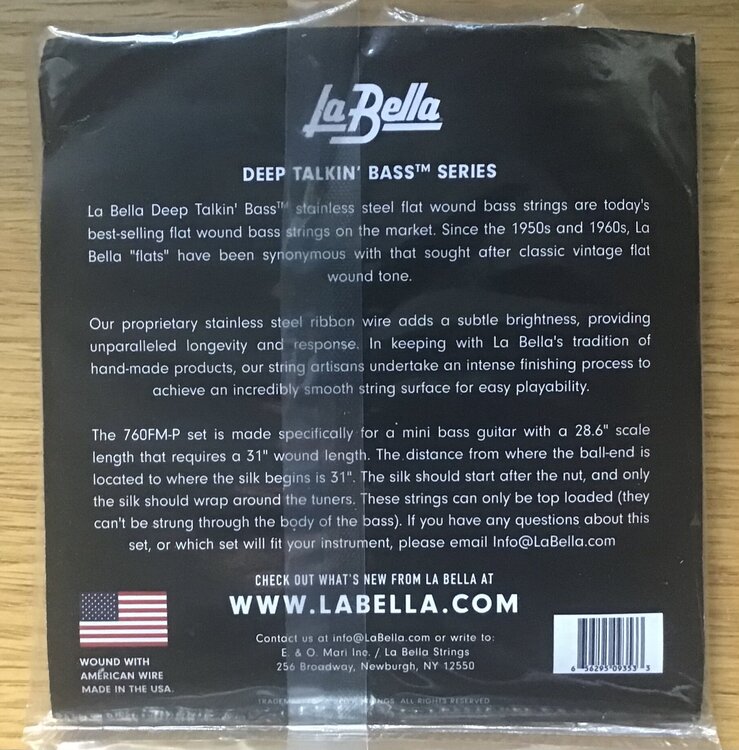 La Bella
DEEP TALKIN' BASS™ SERIES
La Bella Deep Talkin' Bass™ stainless steel flat wound bass strings are today's
best-selling flat wound bass strings on the market. Since the 1950s and 1960s, La
Bella "flats" have been synonymous with that sought after classic vintage flat
wound tone.
Our proprietary stainless steel ribbon wire adds a subtle brightness, providing
unparalleled longevity and response. In keeping with La Bella's tradition of
hand-made products, our string artisans undertake an intense finishing process to
achieve an incredibly smooth string surface for easy playability.
The 760FM-P set is made specifically for a mini bass guitar with a 28.6" scale
length that requires a 31" wound length. The distance from where the ball-end is
located to where the silk begins is 31". The silk should start after the nut, and only
the silk should wrap around the tuners. These strings can only be top loaded (they
can't be strung through the body of the bass). If you have any questions about this
set, or which set will fit your instrument, please email Info@LaBella.com
CHECK OUT WHAT'S NEW FROM LA BELLA AT
WWW.LABELLA.COM
Contact us at info@LaBella.com or write to:
E. & O. Mari Inc. / La Bella Strings
256 Broadway, Newburgh, NY 12550
WOUND WITH
AMERICAN WIRE
MADE IN THE USA.
6 56295 09353 3
ALL RIGHTS RESERVED